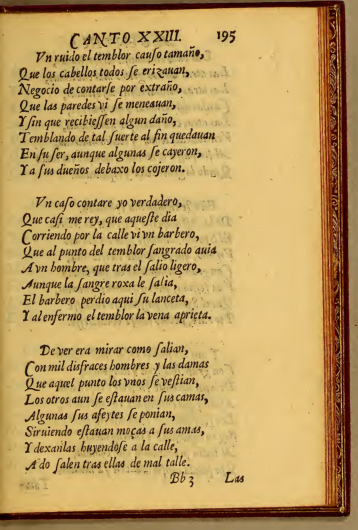 CANTO XXIII. 195
Vn ruido el temblor causo tamaño,
Que los cabellos todos se erizauan,
Negocio de contarse por extraño,
Que las paredes vi se meneauan,
Y sin que recibiessen algun daño,
Temblando de tal suerte al fin quedauan
En su ser, aunque algunas se cayeron,
Y a sus dueños debaxo los cojeron.
Vn caso contare yo verdadero,
Que casi me rey, que aqueste dia
Corriendo por la calle vi vn barbero,
Que al punto del temblor sangrado auia
A vn hombre, que tras el salio ligero,
Aunque la sangre roxa le salia,
El barbero perdio aqui su lanceta,
Y al enfermo el temblor la vena aprieta.
De ver era mirar como salian,
Con mil disfraces hombres y las damas
Que aquel punto los vnos se vestian,
Los otros aun se estauan en sus camas,
Algunas sus afeytes se ponian,
Siruiendo estauan moças a sus amas,
Y dexanlas huyendose a la calle,
A do salen tras ellas de mal talle.
Bb 3 Las